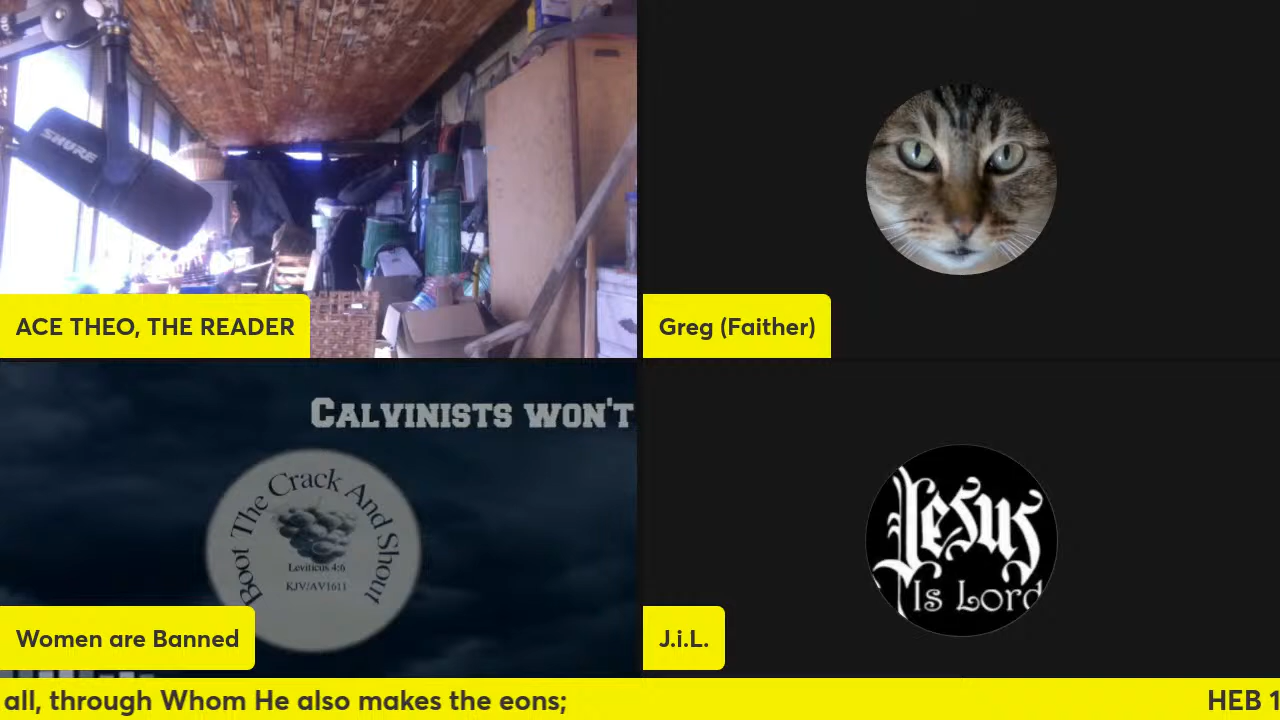 SHURE
ACE THEO, THE READER
Greg (Faither)
CALVINISTS WON'T
Boot The Crack And Shout
Leviticus 4:6
KJV/AV1611
Women are Banned
Jesus
Is Lord
J.i.L.
all, through Whom He also makes the eons;
HEB 1